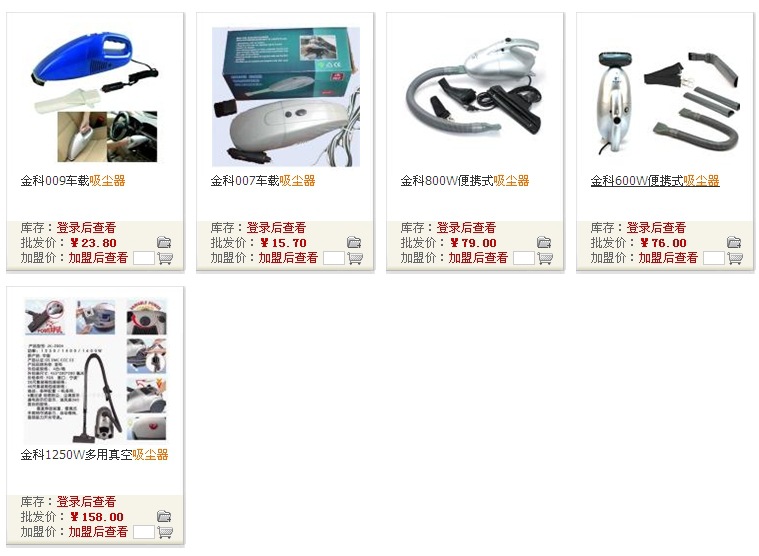 金科009车载吸尘器
库存：登录后查看
批发价：¥23.80
加盟价：加盟后查看
金科007车载吸尘器
库存：登录后查看
批发价：¥15.70
加盟价：加盟后查看
金科800W便携式吸尘器
库存：登录后查看
批发价：¥79.00
加盟价：加盟后查看
金科600W便携式吸尘器
库存：登录后查看
批发价：¥76.00
加盟价：加盟后查看
金科1250W多用真空吸尘器
库存：登录后查看
批发价：¥158.00
加盟价：加盟后查看